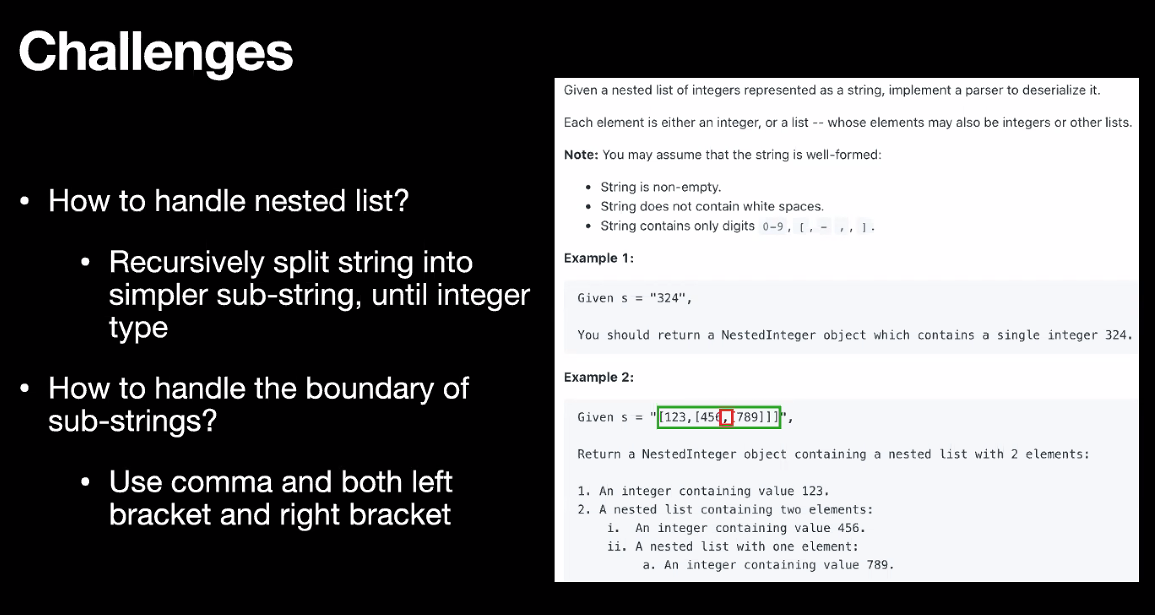 Challenges
• How to handle nested list?
• Recursively split string into
simpler sub-string, until integer
type
• How to handle the boundary of
sub-strings?
• Use comma and both left
bracket and right bracket
Given a nested list of integers represented as a string, implement a parser to deserialize it.
Each element is either an integer, or a list -- whose elements may also be integers or other lists.
Note: You may assume that the string is well-formed:
• String is non-empty.
• String does not contain white spaces.
• String contains only digits 0-9, [, - ,, ].
Example 1:
Given s = "324",
You should return a NestedInteger object which contains a single integer 324.
Example 2:
Given s = "[123,[456,[789]]]",
Return a NestedInteger object containing a nested list with 2 elements:
1. An integer containing value 123.
2. A nested list containing two elements:
i. An integer containing value 456.
ii. A nested list with one element:
a. An integer containing value 789.